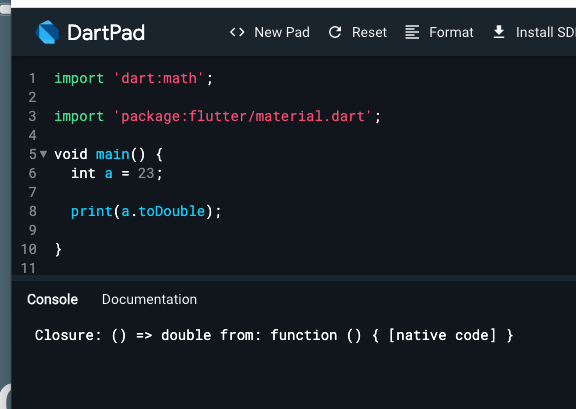 DartPad
<> New Pad Reset Format Install SD
1 import 'dart:math';
2
3 import 'package:flutter/material.dart';
4
5 void main() {
6 int a = 23;
7
8 print(a.toDouble);
9
10 }
11
Console Documentation
Closure: () => double from: function () { [native code] }